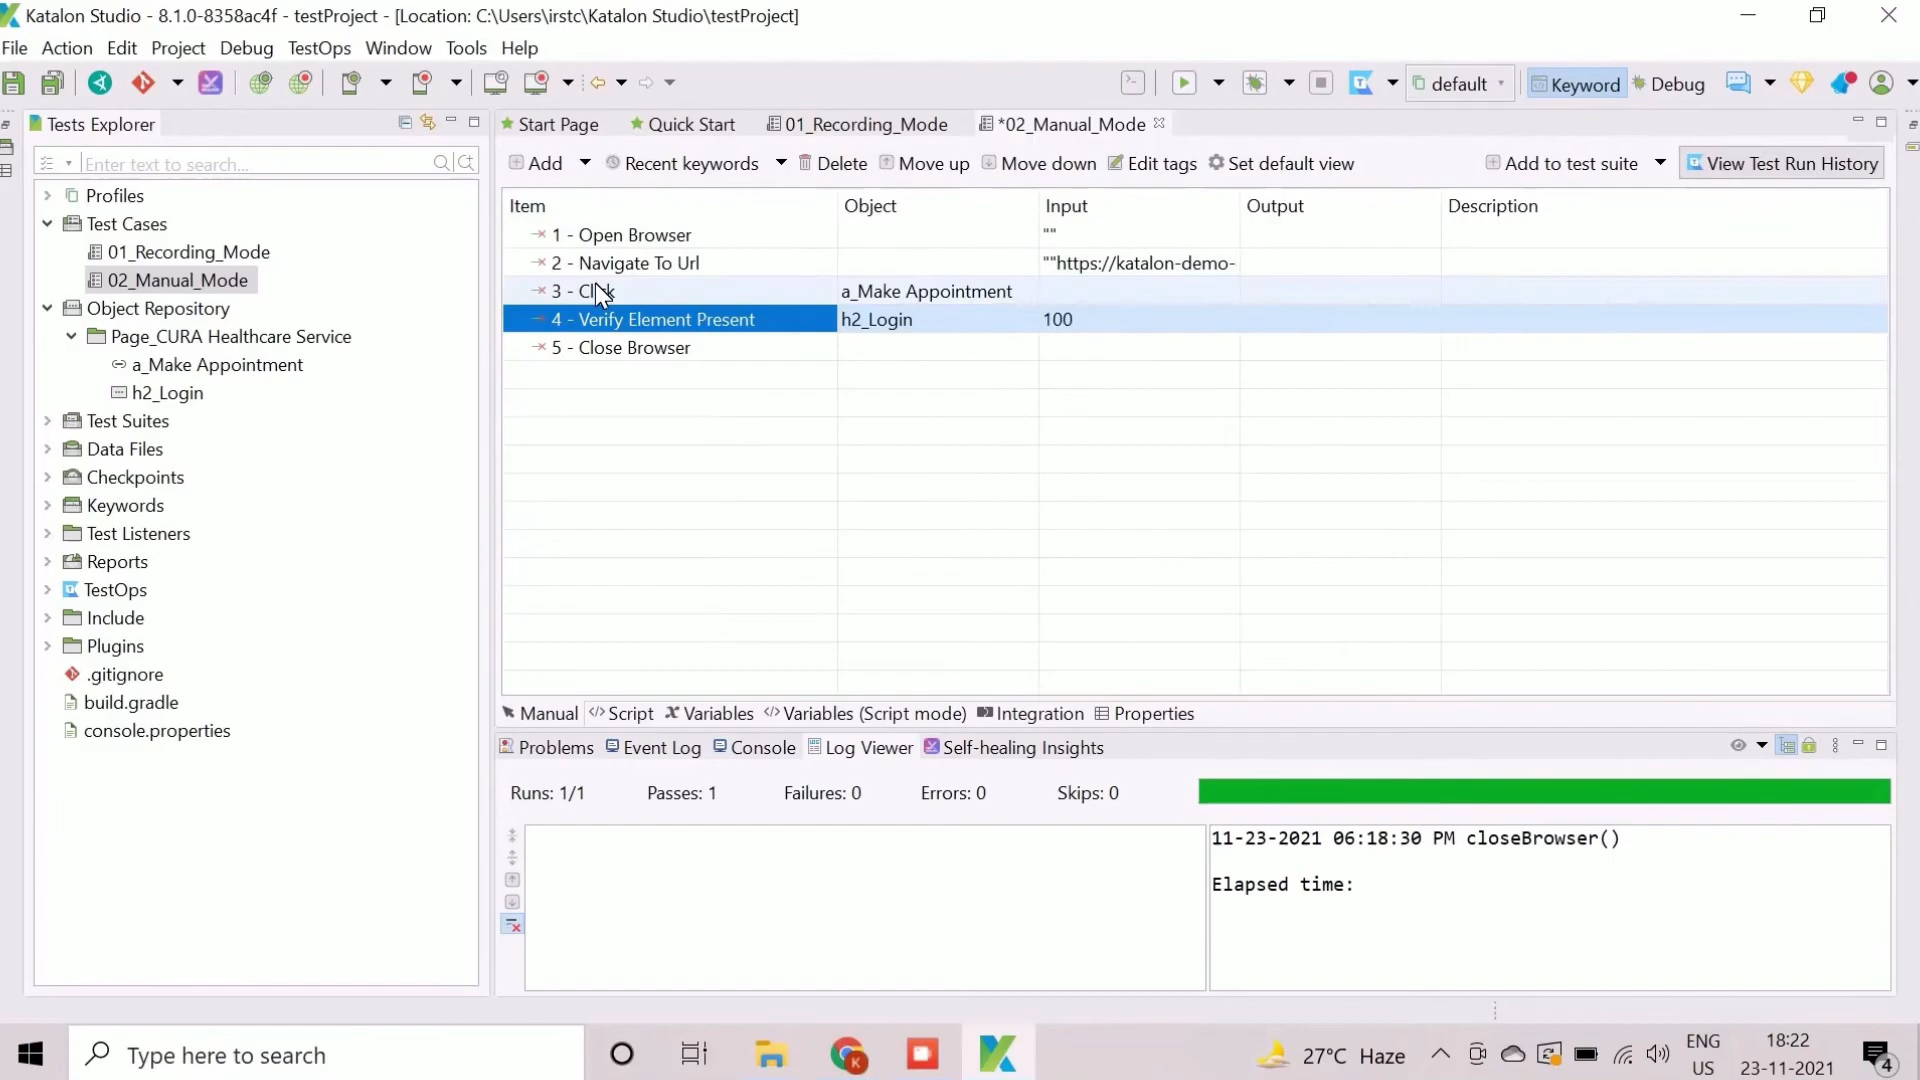 Katalon Studio - 8.1.0-8358ac4f - testProject - [Location: C:\Users\irstc\Katalon Studio\testProject]
File Action Edit Project Debug TestOps Window Tools Help
default Keyword Debug
Tests Explorer
Start Page Quick Start 01_Recording_Mode *02_Manual_Mode
Enter text to search...
Add Recent keywords Delete Move up Move down Edit tags Set default view Add to test suite View Test Run History
Profiles
Test Cases
01_Recording_Mode
02_Manual_Mode
Object Repository
Page_CURA Healthcare Service
a_Make Appointment
h2_Login
Test Suites
Data Files
Checkpoints
Keywords
Test Listeners
Reports
TestOps
Include
Plugins
.gitignore
build.gradle
console.properties
Item Object Input Output Description
1 - Open Browser ""
2 - Navigate To Url ""https://katalon-demo-
3 - Click a_Make Appointment
4 - Verify Element Present h2_Login 100
5 - Close Browser
Manual Script Variables Variables (Script mode) Integration Properties
Problems Event Log Console Log Viewer Self-healing Insights
Runs: 1/1 Passes: 1 Failures: 0 Errors: 0 Skips: 0
11-23-2021 06:18:30 PM closeBrowser()
Elapsed time:
Type here to search
K
27°C Haze
ENG
US
18:22
23-11-2021
4